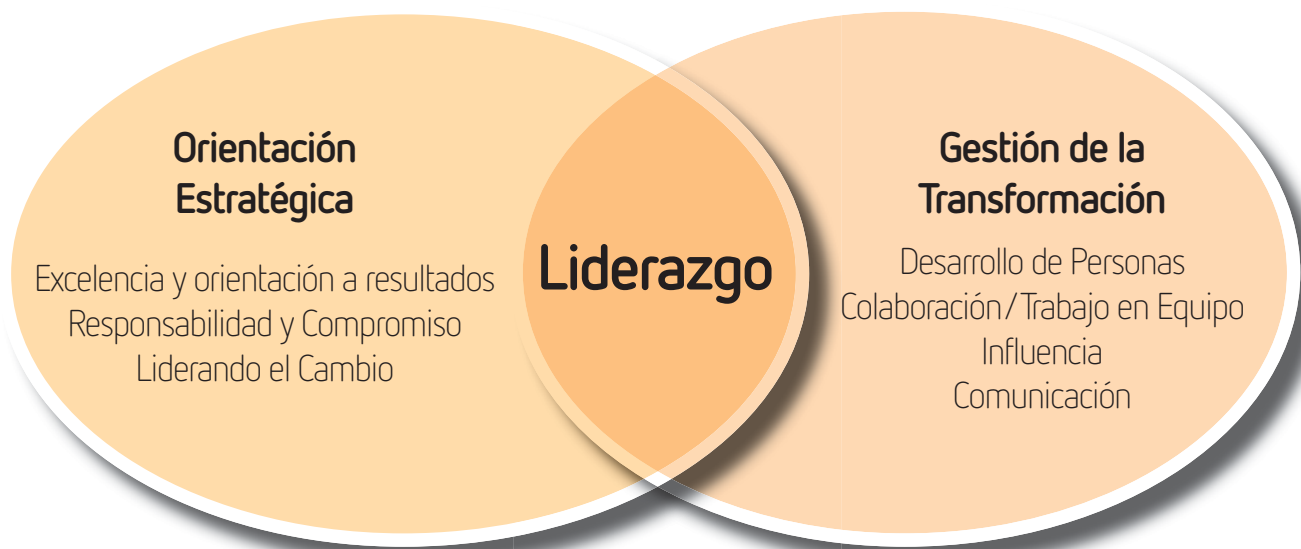 Orientación
Estratégica
Excelencia y orientación a resultados
Responsabilidad y Compromiso
Liderando el Cambio
Liderazgo
Gestión de la
Transformación
Desarrollo de Personas
Colaboración/Trabajo en Equipo
Influencia
Comunicación